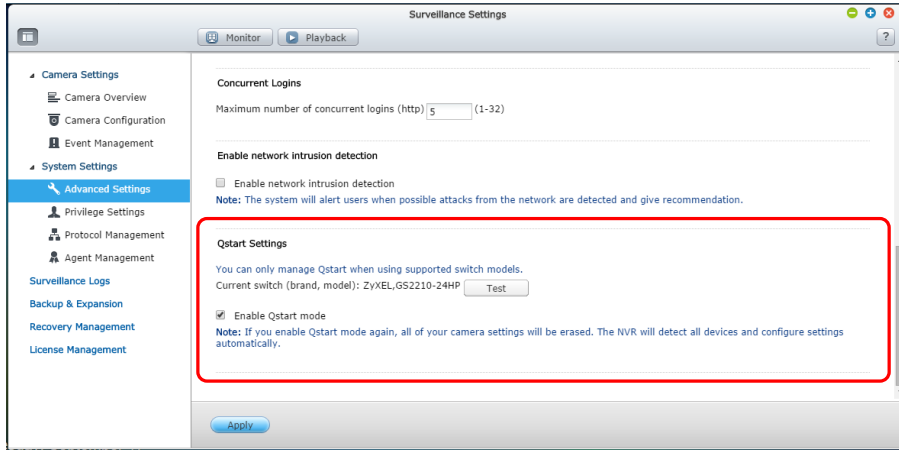 Surveillance Settings
Monitor
Playback
?
Camera Settings
Camera Overview
Camera Configuration
Event Management
System Settings
Advanced Settings
Privilege Settings
Protocol Management
Agent Management
Surveillance Logs
Backup & Expansion
Recovery Management
License Management
Concurrent Logins
Maximum number of concurrent logins (http) 5 (1-32)
Enable network intrusion detection
Enable network intrusion detection
Note: The system will alert users when possible attacks from the network are detected and give recommendation.
Qstart Settings
You can only manage Qstart when using supported switch models.
Current switch (brand, model): ZyXEL,GS2210-24HP Test
Enable Qstart mode
Note: If you enable Qstart mode again, all of your camera settings will be erased. The NVR will detect all devices and configure settings
automatically.
Apply